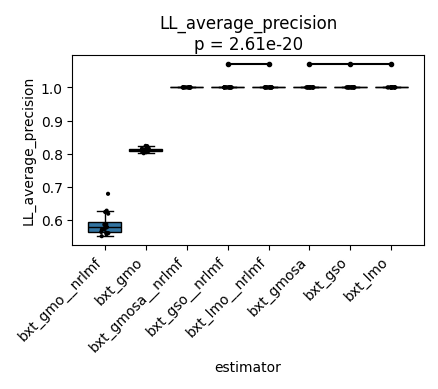 LL_average_precision
p = 2.61e-20
LL_average_precision
1.0
0.9
0.8
0.7
0.6
bxt_gmo__nrlmf
bxt_gmo
bxt_gmosa__nrlmf
bxt_gso__nrlmf
bxt_lmo__nrlmf
bxt_gmosa
bxt_gso
bxt_lmo
estimator